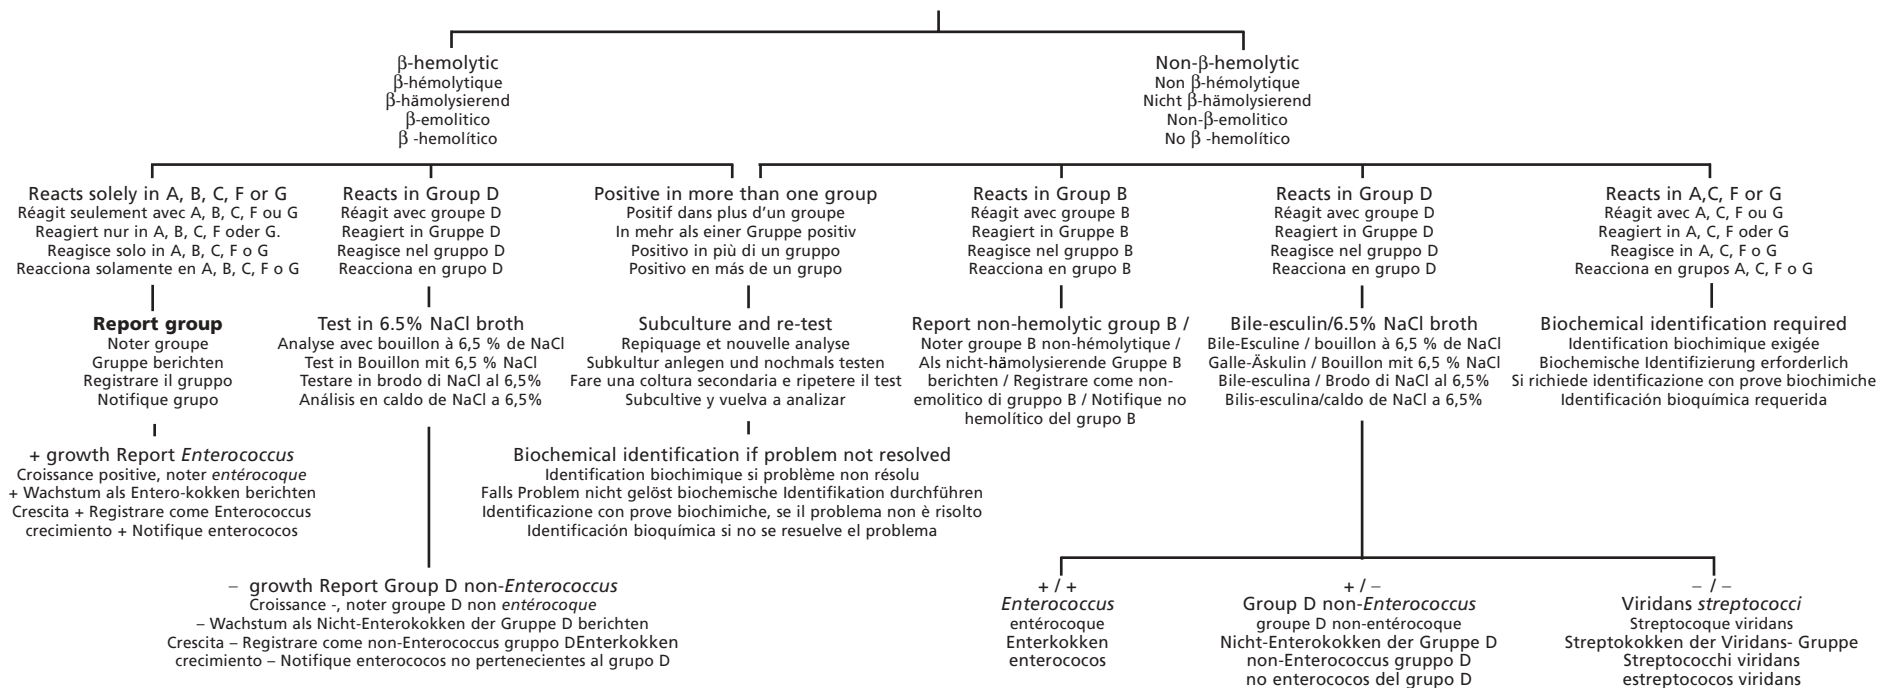 β-hemolytic
β-hémolytique
β-hämolysierend
β-emolitico
β -hemolítico
Non-β-hemolytic
Non β-hémolytique
Nicht β-hämolysierend
Non-β-emolitico
No β -hemolítico
Reacts solely in A, B, C, F or G
Réagit seulement avec A, B, C, F ou G
Reagiert nur in A, B, C, F oder G.
Reagisce solo in A, B, C, F o G
Reacciona solamente en A, B, C, F o G
Reacts in Group D
Réagit avec groupe D
Reagiert in Gruppe D
Reagisce nel gruppo D
Reacciona en grupo D
Positive in more than one group
Positif dans plus d'un groupe
In mehr als einer Gruppe positiv
Positivo in più di un gruppo
Positivo en más de un grupo
Reacts in Group B
Réagit avec groupe B
Reagiert in Gruppe B
Reagisce nel gruppo B
Reacciona en grupo B
Reacts in Group D
Réagit avec groupe D
Reagiert in Gruppe D
Reagisce nel gruppo D
Reacciona en grupo D
Reacts in A,C, F or G
Réagit avec A, C, F ou G
Reagiert in A, C, F oder G
Reagisce in A, C, F o G
Reacciona en grupos A, C, F o G
Report group
Noter groupe
Gruppe berichten
Registrare il gruppo
Notifique grupo
Test in 6.5% NaCl broth
Analyse avec bouillon à 6,5 % de NaCl
Test in Bouillon mit 6,5 % NaCl
Testare in brodo di NaCl al 6,5%
Análisis en caldo de NaCl a 6,5%
Subculture and re-test
Repiquage et nouvelle analyse
Subkultur anlegen und nochmals testen
Fare una coltura secondaria e ripetere il test
Subcultive y vuelva a analizar
Report non-hemolytic group B /
Noter groupe B non-hémolytique /
Als nicht-hämolysierende Gruppe B
berichten / Registrare come non-
emolitico di gruppo B / Notifique no
hemolítico del grupo B
Bile-esculin/6.5% NaCl broth
Bile-Esculine / bouillon à 6,5 % de NaCl
Galle-Äskulin / Bouillon mit 6,5 % NaCl
Bile-esculina / Brodo di NaCl al 6,5%
Bilis-esculina/caldo de NaCl a 6,5%
Biochemical identification required
Identification biochimique exigée
Biochemische Identifizierung erforderlich
Si richiede identificazione con prove biochimiche
Identificación bioquímica requerida
+ growth Report Enterococcus
Croissance positive, noter entérocoque
+ Wachstum als Entero-kokken berichten
Crescita + Registrare come Enterococcus
crecimiento + Notifique enterococos
Biochemical identification if problem not resolved
Identification biochimique si problème non résolu
Falls Problem nicht gelöst biochemische Identifikation durchführen
Identificazione con prove biochimiche, se il problema non è risolto
Identificación bioquímica si no se resuelve el problema
– growth Report Group D non-Enterococcus
Croissance -, noter groupe D non entérocoque
– Wachstum als Nicht-Enterokokken der Gruppe D berichten
Crescita – Registrare come non-Enterococcus gruppo DEnterkokken
crecimiento – Notifique enterococos no pertenecientes al grupo D
+ / +
Enterococcus
entérocoque
Enterkokken
enterococos
+ / –
Group D non-Enterococcus
groupe D non-entérocoque
Nicht-Enterokokken der Gruppe D
non-Enterococcus gruppo D
no enterococos del grupo D
– / –
Viridans streptococci
Streptocoque viridans
Streptokokken der Viridans- Gruppe
Streptococchi viridans
estreptococos viridans